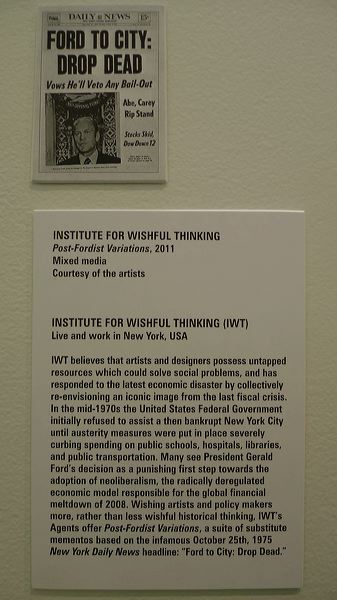 DAILY NEWS
15¢
FORD TO CITY:
DROP DEAD
Vows He'll Veto Any Bail-Out
Abe, Carey
Rip Stand
Stocks Skid,
Dow Down 12
INSTITUTE FOR WISHFUL THINKING
Post-Fordist Variations, 2011
Mixed media
Courtesy of the artists
INSTITUTE FOR WISHFUL THINKING (IWT)
Live and work in New York, USA
IWT believes that artists and designers possess untapped
resources which could solve social problems, and has
responded to the latest economic disaster by collectively
re-envisioning an iconic image from the last fiscal crisis.
In the mid-1970s the United States Federal Government
initially refused to assist a then bankrupt New York City
until austerity measures were put in place severely
curbing spending on public schools, hospitals, libraries,
and public transportation. Many see President Gerald
Ford's decision as a punishing first step towards the
adoption of neoliberalism, the radically deregulated
economic model responsible for the global financial
meltdown of 2008. Wishing artists and policy makers
more, rather than less wishful historical thinking, IWT's
Agents offer Post-Fordist Variations, a suite of substitute
mementos based on the infamous October 25th, 1975
New York Daily News headline: "Ford to City: Drop Dead."